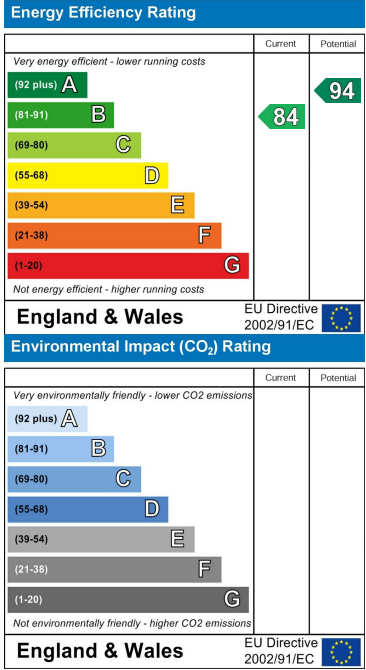 Energy Efficiency Rating
Current Potential
Very energy efficient - lower running costs
(92 plus) A
(81-91) B
(69-80) C
(55-68) D
(39-54) E
(21-38) F
(1-20) G
84
94
Not energy efficient - higher running costs
England & Wales
EU Directive
2002/91/EC
Environmental Impact (CO₂) Rating
Current Potential
Very environmentally friendly - lower CO2 emissions
(92 plus) A
(81-91) B
(69-80) C
(55-68) D
(39-54) E
(21-38) F
(1-20) G
Not environmentally friendly - higher CO2 emissions
England & Wales
EU Directive
2002/91/EC